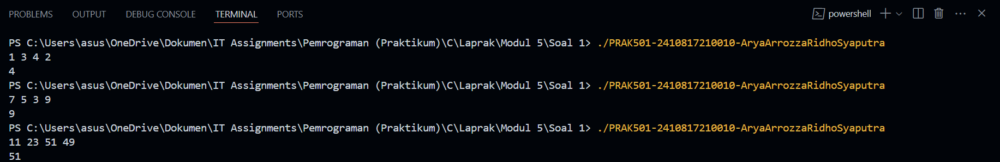 PROBLEMS OUTPUT DEBUG CONSOLE TERMINAL PORTS powershell
PS C:\Users\asus\OneDrive\Dokumen\IT Assignments\Pemrograman (Praktikum)\C\Laprak\Modul 5\Soal 1> ./PRAK501-2410817210010-AryaArrozzaRidhoSyaputra
1 3 4 2
4
PS C:\Users\asus\OneDrive\Dokumen\IT Assignments\Pemrograman (Praktikum)\C\Laprak\Modul 5\Soal 1> ./PRAK501-2410817210010-AryaArrozzaRidhoSyaputra
7 5 3 9
9
PS C:\Users\asus\OneDrive\Dokumen\IT Assignments\Pemrograman (Praktikum)\C\Laprak\Modul 5\Soal 1> ./PRAK501-2410817210010-AryaArrozzaRidhoSyaputra
11 23 51 49
51